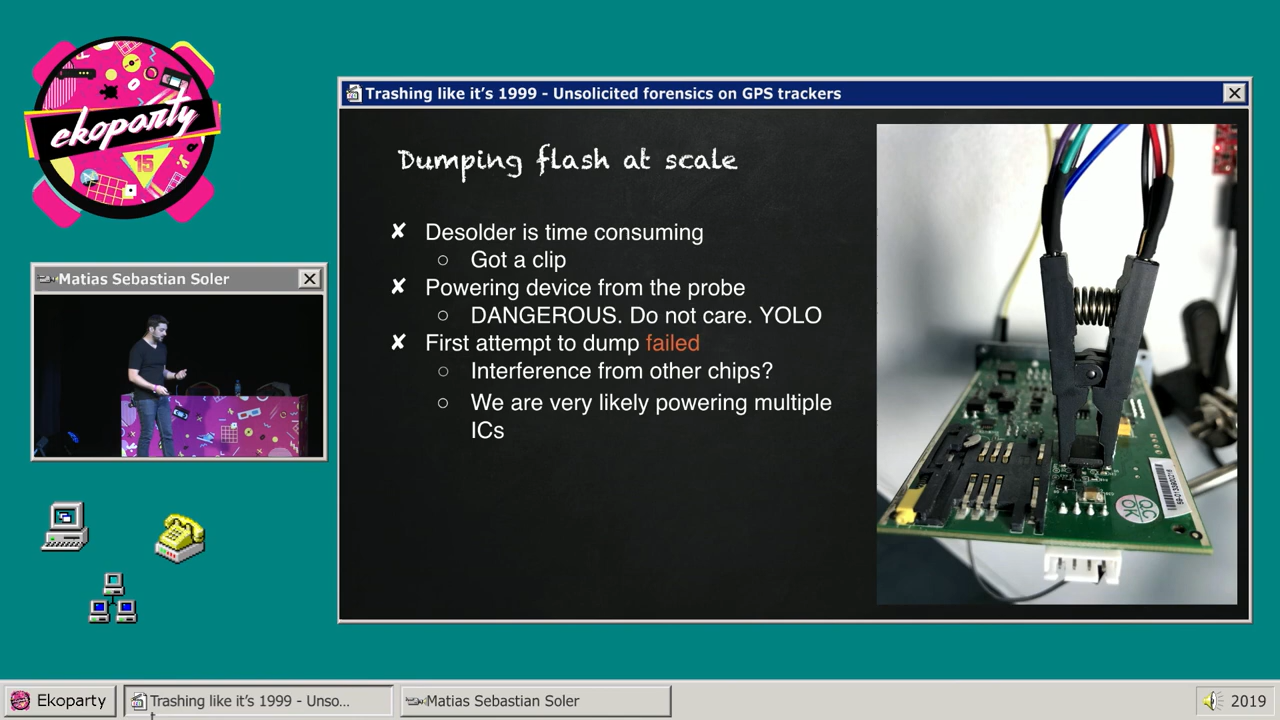 ekoparty
15
Trashing like it's 1999 - Unsolicited forensics on GPS trackers
Dumping flash at scale
✘ Desolder is time consuming
○ Got a clip
✘ Powering device from the probe
○ DANGEROUS. Do not care. YOLO
✘ First attempt to dump failed
○ Interference from other chips?
○ We are very likely powering multiple
ICs
QC
OK
Matias Sebastian Soler
Ekoparty
Trashing like it's 1999 - Unso...
Matias Sebastian Soler
2019